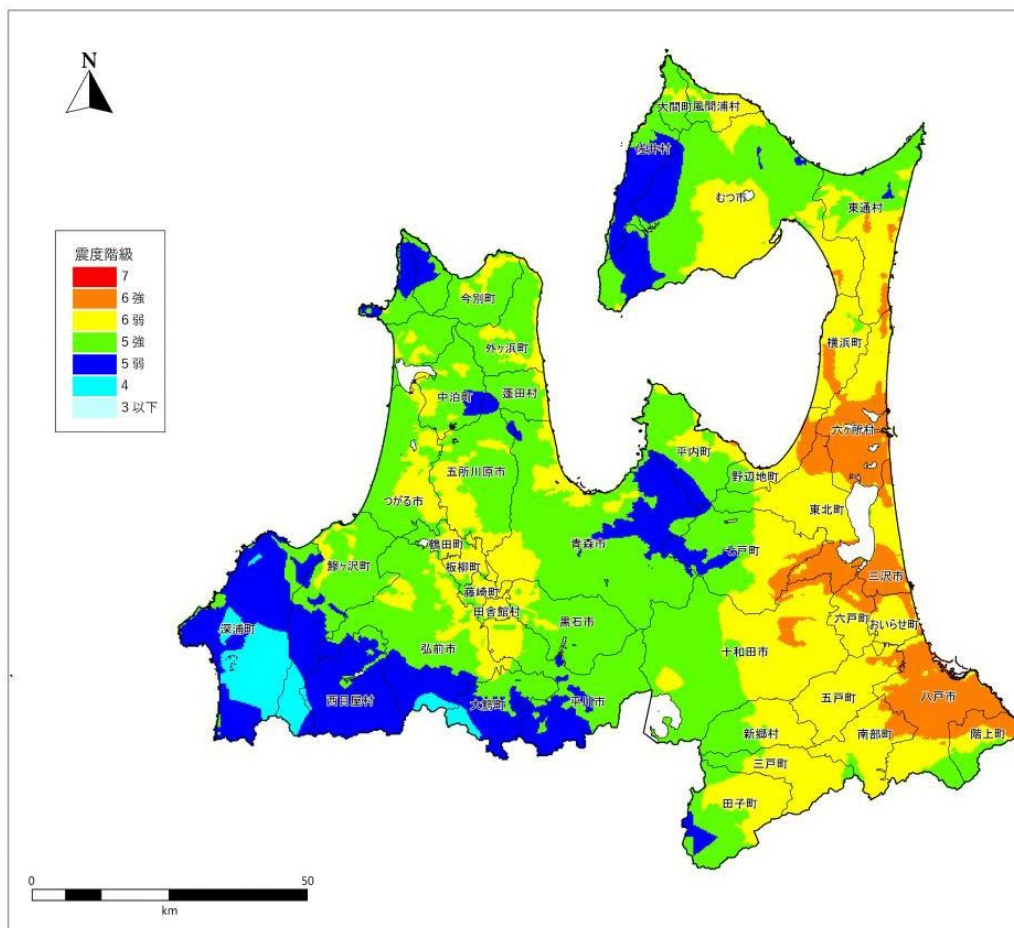 N
大間町
風間浦村
佐井村
むつ市
東通村
震度階級
7
6強
6弱
5強
5弱
4
3以下
今別町
外ヶ浜町
横浜町
中泊町
蓬田村
六ヶ所村
平内町
五所川原市
野辺地町
つがる市
東北町
鶴田町
青森市
七戸町
鰺ヶ沢町
板柳町
三沢市
藤崎町
田舎館村
黒石市
六戸町
おいらせ町
深浦町
弘前市
十和田市
西目屋村
大鰐町
平川市
五戸町
八戸市
新郷村
南部町
階上町
三戸町
田子町
0
50
km